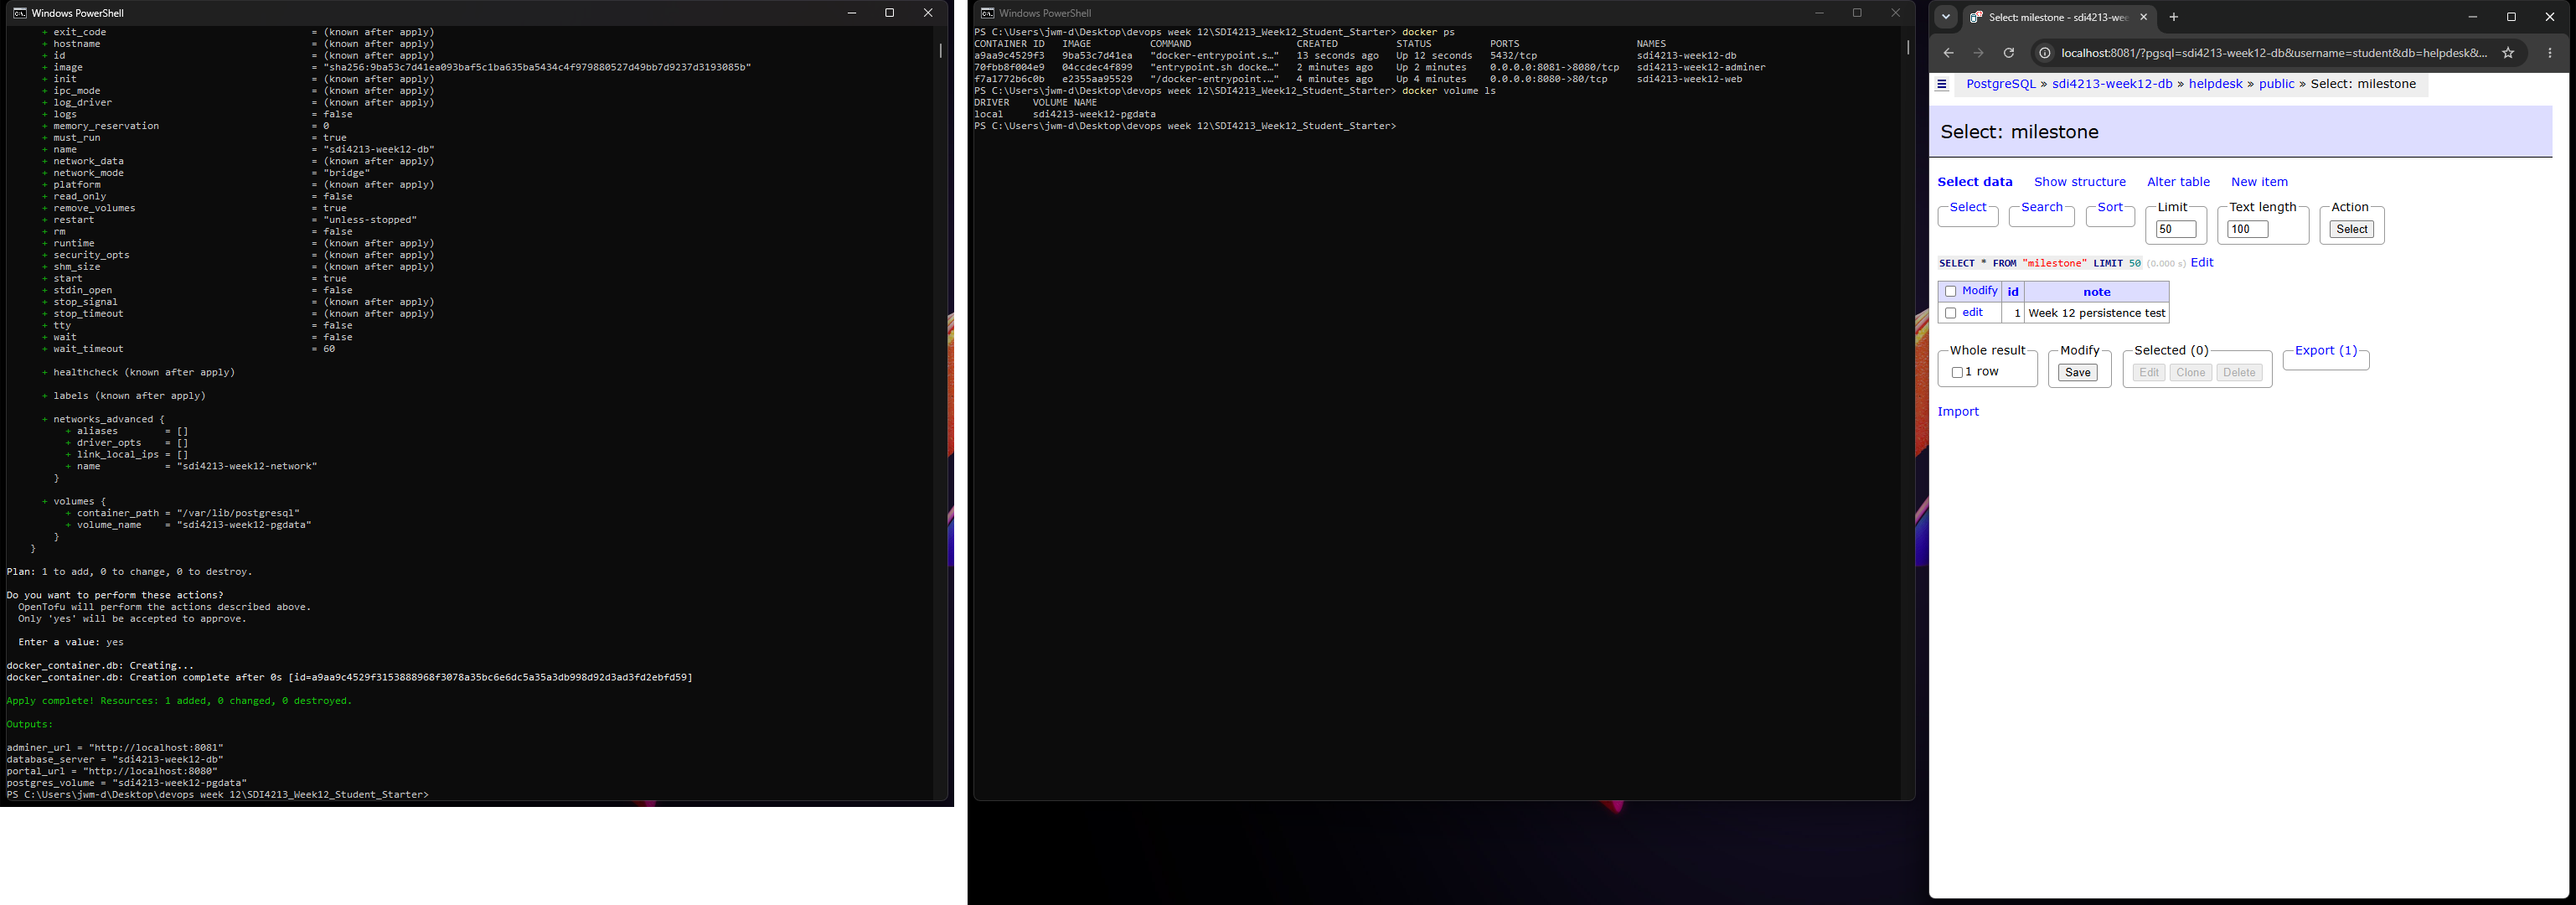 Windows PowerShell
+ exit_code = (known after apply)
+ hostname = (known after apply)
+ id = (known after apply)
+ image = "sha256:9ba53c7d41ea093baf5c1ba635ba5434c4f979880527d49bb7d9237d3193085b"
+ init = (known after apply)
+ ipc_mode = (known after apply)
+ log_driver = (known after apply)
+ logs = false
+ memory_reservation = 0
+ must_run = true
+ name = "sdi4213-week12-db"
+ network_data = (known after apply)
+ network_mode = "bridge"
+ platform = (known after apply)
+ read_only = false
+ remove_volumes = true
+ restart = "unless-stopped"
+ rm = false
+ runtime = (known after apply)
+ security_opts = (known after apply)
+ shm_size = (known after apply)
+ start = true
+ stdin_open = false
+ stop_signal = (known after apply)
+ stop_timeout = (known after apply)
+ tty = false
+ wait = false
+ wait_timeout = 60
+ healthcheck (known after apply)
+ labels (known after apply)
+ networks_advanced {
+ aliases = []
+ driver_opts = []
+ link_local_ips = []
+ name = "sdi4213-week12-network"
}
+ volumes {
+ container_path = "/var/lib/postgresql"
+ volume_name = "sdi4213-week12-pgdata"
}
}
Plan: 1 to add, 0 to change, 0 to destroy.
Do you want to perform these actions?
OpenTofu will perform the actions described above.
Only 'yes' will be accepted to approve.
Enter a value: yes
docker_container.db: Creating...
docker_container.db: Creation complete after 0s [id=a9aa9c4529f3153888968f3078a35bc6e6dc5a35a3db998d92d3ad3fd2ebfd59]
Apply complete! Resources: 1 added, 0 changed, 0 destroyed.
Outputs:
adminer_url = "http://localhost:8081"
database_server = "sdi4213-week12-db"
portal_url = "http://localhost:8080"
postgres_volume = "sdi4213-week12-pgdata"
PS C:\Users\jwm-d\Desktop\devops week 12\SDI4213_Week12_Student_Starter>
Windows PowerShell
PS C:\Users\jwm-d\Desktop\devops week 12\SDI4213_Week12_Student_Starter> docker ps
CONTAINER ID IMAGE COMMAND CREATED STATUS PORTS NAMES
a9aa9c4529f3 9ba53c7d41ea "docker-entrypoint.s…" 13 seconds ago Up 12 seconds 5432/tcp sdi4213-week12-db
70fbb8f004e9 04ccdec4f899 "entrypoint.sh docke…" 2 minutes ago Up 2 minutes 0.0.0.0:8081->8080/tcp sdi4213-week12-adminer
f7a1772b6c0b e2355aa95529 "/docker-entrypoint.…" 4 minutes ago Up 4 minutes 0.0.0.0:8080->80/tcp sdi4213-week12-web
PS C:\Users\jwm-d\Desktop\devops week 12\SDI4213_Week12_Student_Starter> docker volume ls
DRIVER VOLUME NAME
local sdi4213-week12-pgdata
PS C:\Users\jwm-d\Desktop\devops week 12\SDI4213_Week12_Student_Starter>
Select: milestone - sdi4213-wee
localhost:8081/?pgsql=sdi4213-week12-db&username=student&db=helpdesk&...
PostgreSQL » sdi4213-week12-db » helpdesk » public » Select: milestone
Select: milestone
Select data Show structure Alter table New item
Select Search Sort Limit Text length Action
50 100 Select
SELECT * FROM "milestone" LIMIT 50 (0.000 s) Edit
Modify id note
edit 1 Week 12 persistence test
Whole result Modify Selected (0) Export (1)
1 row Save Edit Clone Delete
Import